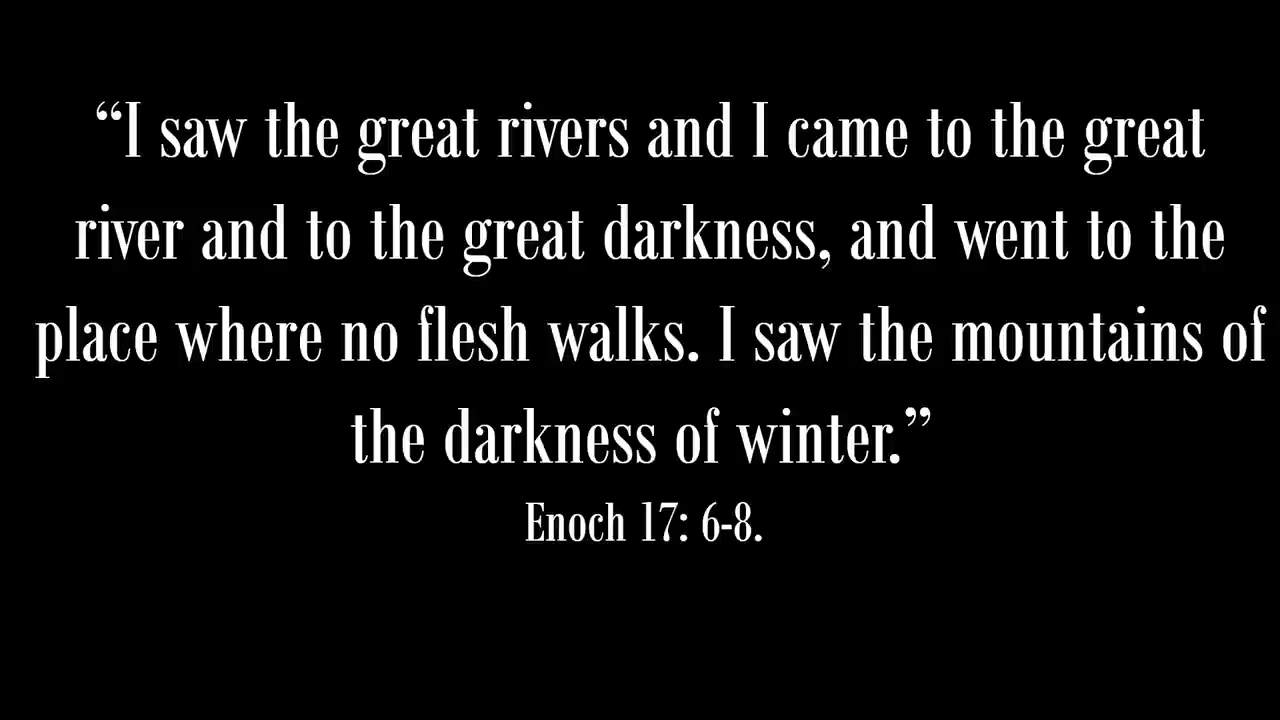 “I saw the great rivers and I came to the great
river and to the great darkness, and went to the
place where no flesh walks. I saw the mountains of
the darkness of winter.”
Enoch 17: 6-8.